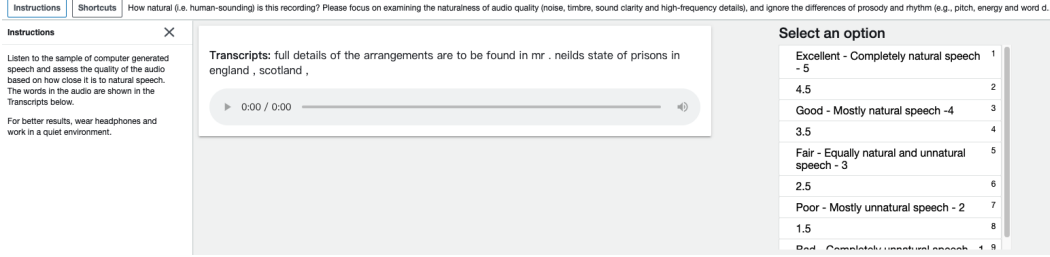 Instructions Shortcuts How natural (i.e. human-sounding) is this recording? Please focus on examining the naturalness of audio quality (noise, timbre, sound clarity and high-frequency details), and ignore the differences of prosody and rhythm (e.g., pitch, energy and word d.
Instructions
Listen to the sample of computer generated
speech and assess the quality of the audio
based on how close it is to natural speech.
The words in the audio are shown in the
Transcripts below.
For better results, wear headphones and
work in a quiet environment.
Transcripts: full details of the arrangements are to be found in mr . neilds state of prisons in
england , scotland ,
0:00 / 0:00
Select an option
Excellent - Completely natural speech 1
- 5
4.5 2
Good - Mostly natural speech -4 3
3.5 4
Fair - Equally natural and unnatural 5
speech - 3
2.5 6
Poor - Mostly unnatural speech - 2 7
1.5 8
Bad - Completely unnatural speech - 1 9